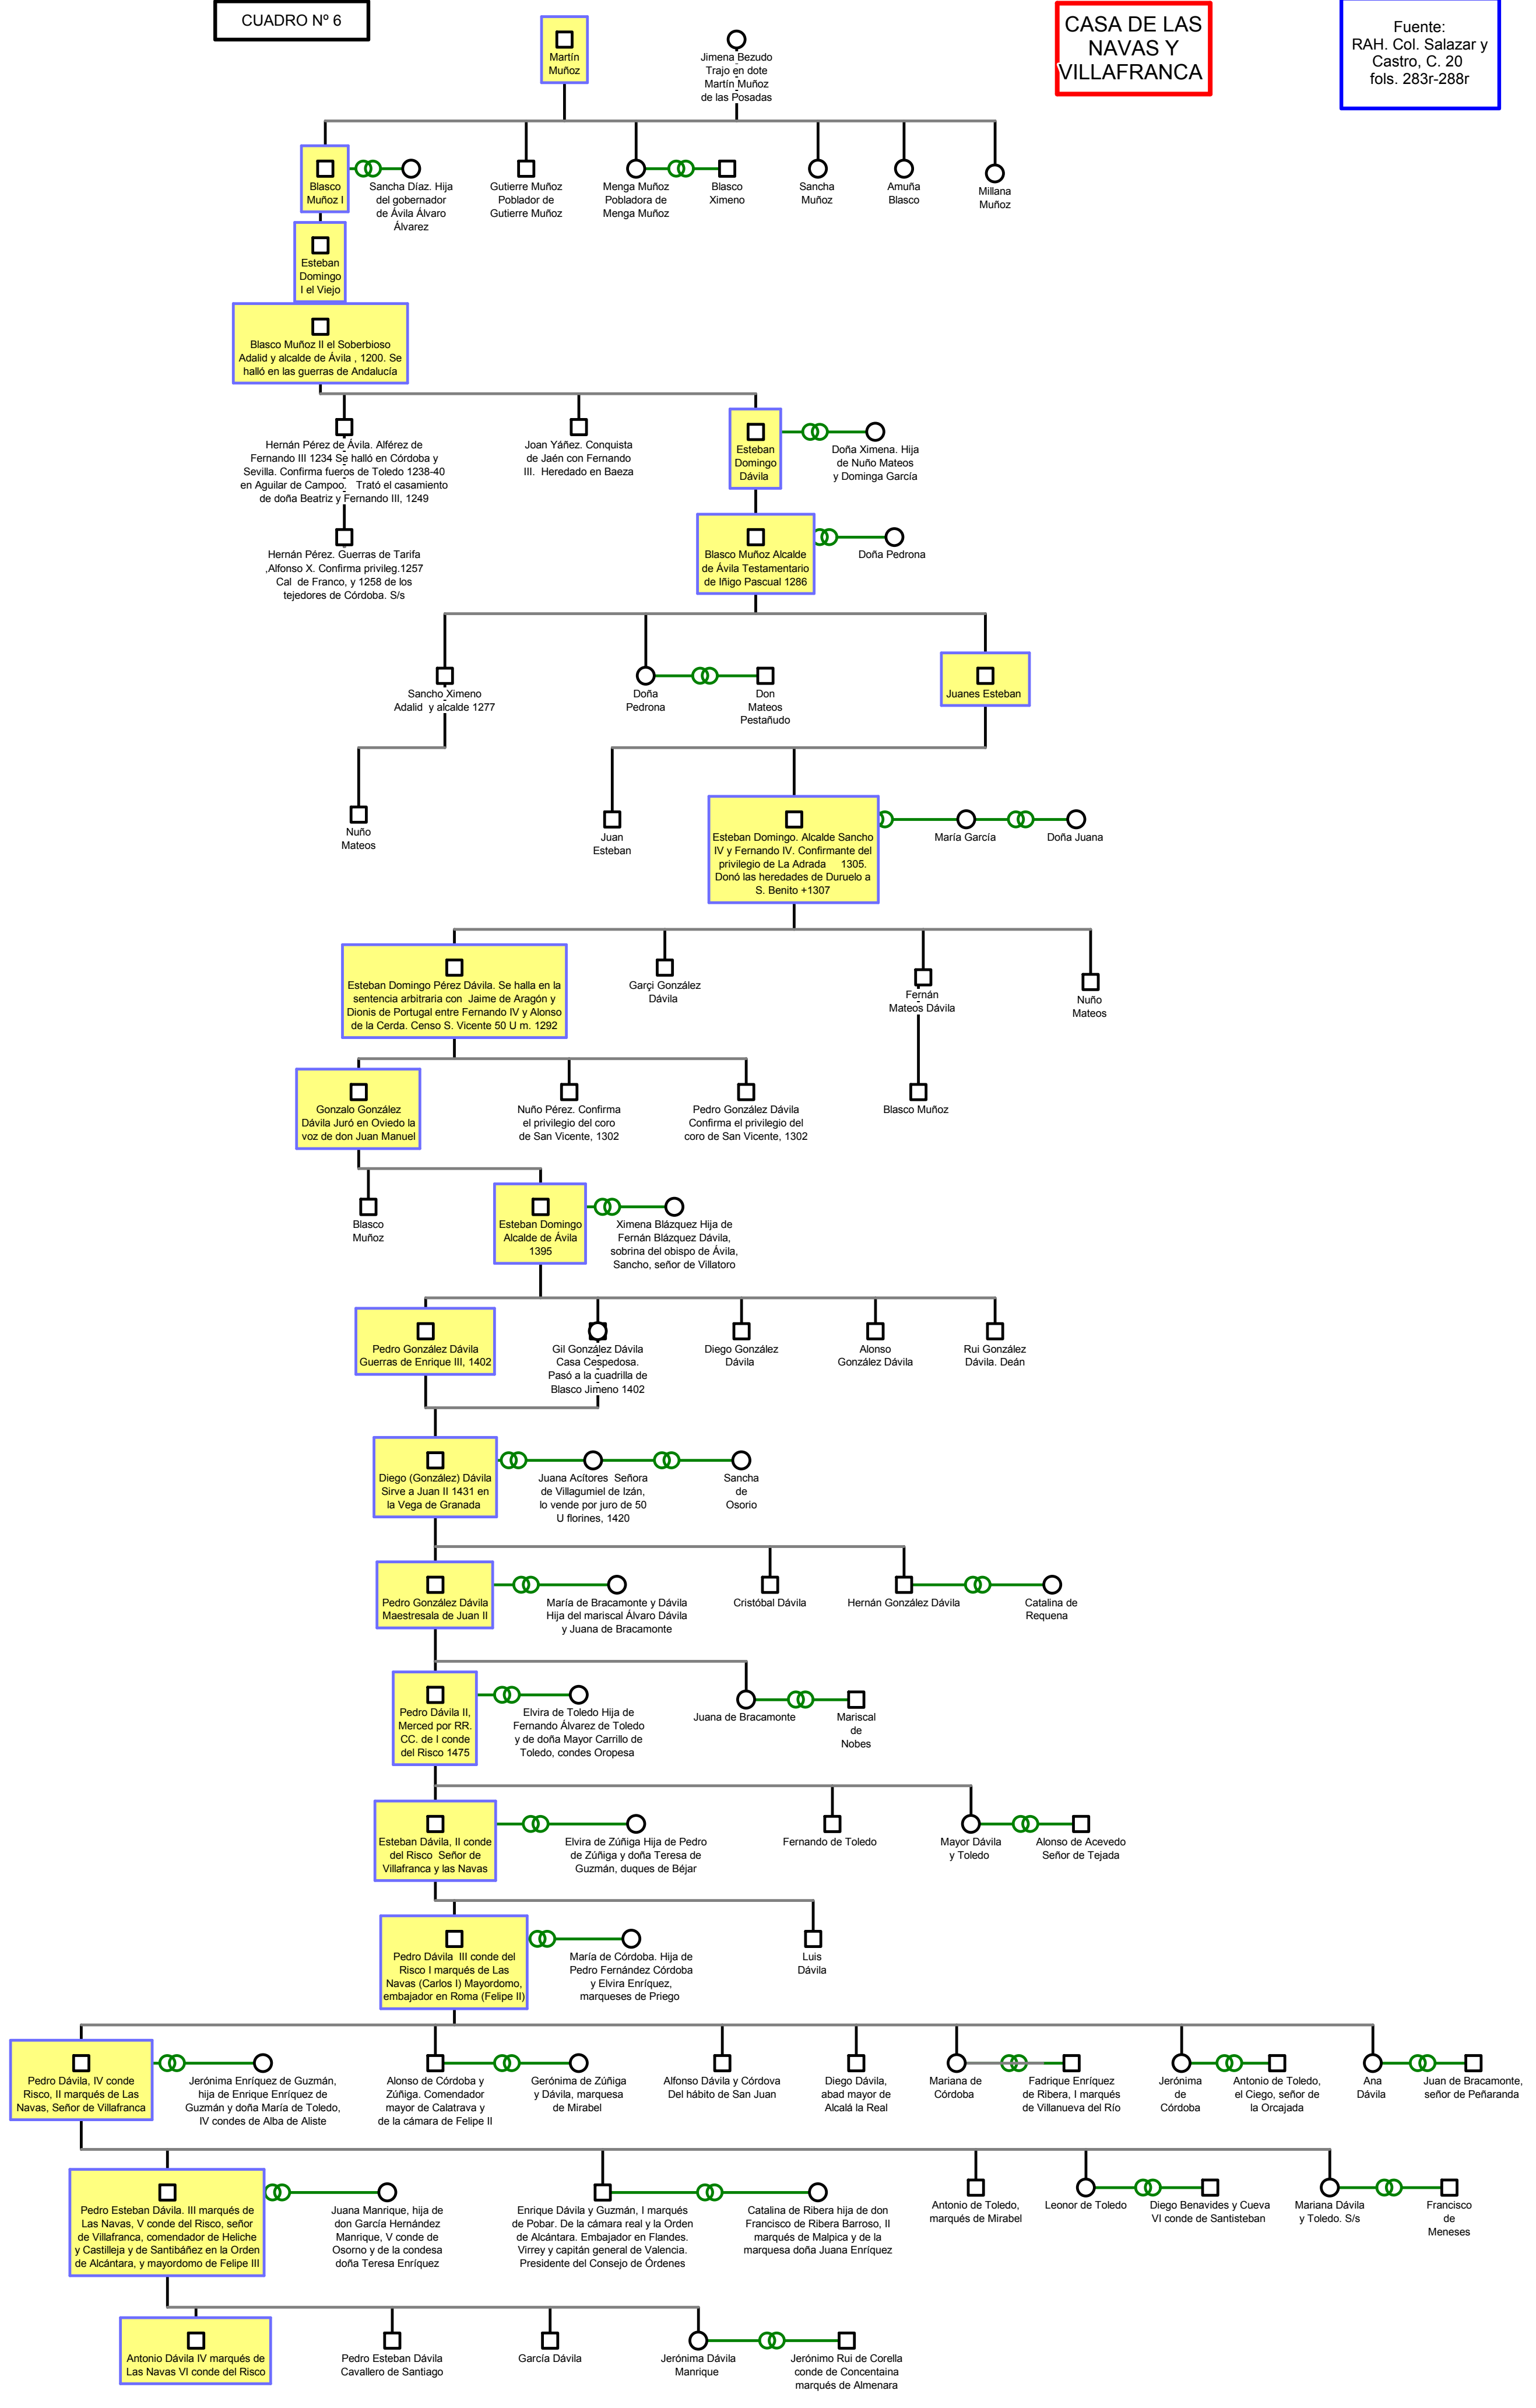 CUADRO Nº 6
CASA DE LAS
NAVAS Y
VILLAFRANCA
Fuente:
RAH. Col. Salazar y
Castro, C. 20
fols. 283r-288r
Martín
Muñoz
Jimena Bezudo
Trajo en dote
Martín Muñoz
de las Posadas
Blasco
Muñoz I
Sancha Díaz. Hija
del gobernador
de Ávila Álvaro
Álvarez
Gutierre Muñoz
Poblador de
Gutierre Muñoz
Menga Muñoz
Pobladora de
Menga Muñoz
Blasco
Ximeno
Sancha
Muñoz
Amuña
Blasco
Millana
Muñoz
Esteban
Domingo
I el Viejo
Blasco Muñoz II el Soberbioso
Adalid y alcalde de Ávila , 1200. Se
halló en las guerras de Andalucía
Hernán Pérez de Ávila. Alférez de
Fernando III 1234 Se halló en Córdoba y
Sevilla. Confirma fueros de Toledo 1238-40
en Aguilar de Campoo. Trató el casamiento
de doña Beatriz y Fernando III, 1249
Joan Yáñez. Conquista
de Jaén con Fernando
III. Heredado en Baeza
Esteban
Domingo
Dávila
Doña Ximena. Hija
de Nuño Mateos
y Dominga García
Hernán Pérez. Guerras de Tarifa
,Alfonso X. Confirma privileg.1257
Cal de Franco, y 1258 de los
tejedores de Córdoba. S/s
Blasco Muñoz Alcalde
de Ávila Testamentario
de Iñigo Pascual 1286
Doña Pedrona
Sancho Ximeno
Adalid y alcalde 1277
Doña
Pedrona
Don
Mateos
Pestañudo
Juanes Esteban
Nuño
Mateos
Juan
Esteban
Esteban Domingo. Alcalde Sancho
IV y Fernando IV. Confirmante del
privilegio de La Adrada 1305.
Donó las heredades de Duruelo a
S. Benito +1307
María García
Doña Juana
Esteban Domingo Pérez Dávila. Se halla en la
sentencia arbitraria con Jaime de Aragón y
Dionis de Portugal entre Fernando IV y Alonso
de la Cerda. Censo S. Vicente 50 U m. 1292
Garçi González
Dávila
Fernán
Mateos Dávila
Nuño
Mateos
Gonzalo González
Dávila Juró en Oviedo la
voz de don Juan Manuel
Nuño Pérez. Confirma
el privilegio del coro
de San Vicente, 1302
Pedro González Dávila
Confirma el privilegio del
coro de San Vicente, 1302
Blasco Muñoz
Blasco
Muñoz
Esteban Domingo
Alcalde de Ávila
1395
Ximena Blázquez Hija de
Fernán Blázquez Dávila,
sobrina del obispo de Ávila,
Sancho, señor de Villatoro
Pedro González Dávila
Guerras de Enrique III, 1402
Gil González Dávila
Casa Cespedosa.
Pasó a la cuadrilla de
Blasco Jimeno 1402
Diego González
Dávila
Alonso
González Dávila
Rui González
Dávila. Deán
Diego (González) Dávila
Sirve a Juan II 1431 en
la Vega de Granada
Juana Acítores Señora
de Villagumiel de Izán,
lo vende por juro de 50
U florines, 1420
Sancha
de
Osorio
Pedro González Dávila
Maestresala de Juan II
María de Bracamonte y Dávila
Hija del mariscal Álvaro Dávila
y Juana de Bracamonte
Cristóbal Dávila
Hernán González Dávila
Catalina de
Requena
Pedro Dávila II,
Merced por RR.
CC. de I conde
del Risco 1475
Elvira de Toledo Hija de
Fernando Álvarez de Toledo
y de doña Mayor Carrillo de
Toledo, condes Oropesa
Juana de Bracamonte
Mariscal
de
Nobes
Esteban Dávila, II conde
del Risco Señor de
Villafranca y las Navas
Elvira de Zúñiga Hija de Pedro
de Zúñiga y doña Teresa de
Guzmán, duques de Béjar
Fernando de Toledo
Mayor Dávila
y Toledo
Alonso de Acevedo
Señor de Tejada
Pedro Dávila III conde del
Risco I marqués de Las
Navas (Carlos I) Mayordomo,
embajador en Roma (Felipe II)
María de Córdoba. Hija de
Pedro Fernández Córdoba
y Elvira Enríquez,
marqueses de Priego
Luis
Dávila
Pedro Dávila, IV conde
Risco, II marqués de Las
Navas, Señor de Villafranca
Jerónima Enríquez de Guzmán,
hija de Enrique Enríquez de
Guzmán y doña María de Toledo,
IV condes de Alba de Aliste
Alonso de Córdoba y
Zúñiga. Comendador
mayor de Calatrava y
de la cámara de Felipe II
Gerónima de Zúñiga
y Dávila, marquesa
de Mirabel
Alfonso Dávila y Córdova
Del hábito de San Juan
Diego Dávila,
abad mayor de
Alcalá la Real
Mariana de
Córdoba
Fadrique Enríquez
de Ribera, I marqués
de Villanueva del Río
Jerónima
de
Córdoba
Antonio de Toledo,
el Ciego, señor de
la Orcajada
Ana
Dávila
Juan de Bracamonte,
señor de Peñaranda
Pedro Esteban Dávila. III marqués de
Las Navas, V conde del Risco, señor
de Villafranca, comendador de Heliche
y Castilleja y de Santibáñez en la Orden
de Alcántara, y mayordomo de Felipe III
Juana Manrique, hija de
don García Hernández
Manrique, V conde de
Osorno y de la condesa
doña Teresa Enríquez
Enrique Dávila y Guzmán, I marqués
de Pobar. De la cámara real y la Orden
de Alcántara. Embajador en Flandes.
Virrey y capitán general de Valencia.
Presidente del Consejo de Órdenes
Catalina de Ribera hija de don
Francisco de Ribera Barroso, II
marqués de Malpica y de la
marquesa doña Juana Enríquez
Antonio de Toledo,
marqués de Mirabel
Leonor de Toledo
Diego Benavides y Cueva
VI conde de Santisteban
Mariana Dávila
y Toledo. S/s
Francisco
de
Meneses
Antonio Dávila IV marqués de
Las Navas VI conde del Risco
Pedro Esteban Dávila
Cavallero de Santiago
García Dávila
Jerónima Dávila
Manrique
Jerónimo Rui de Corella
conde de Concentaina
marqués de Almenara